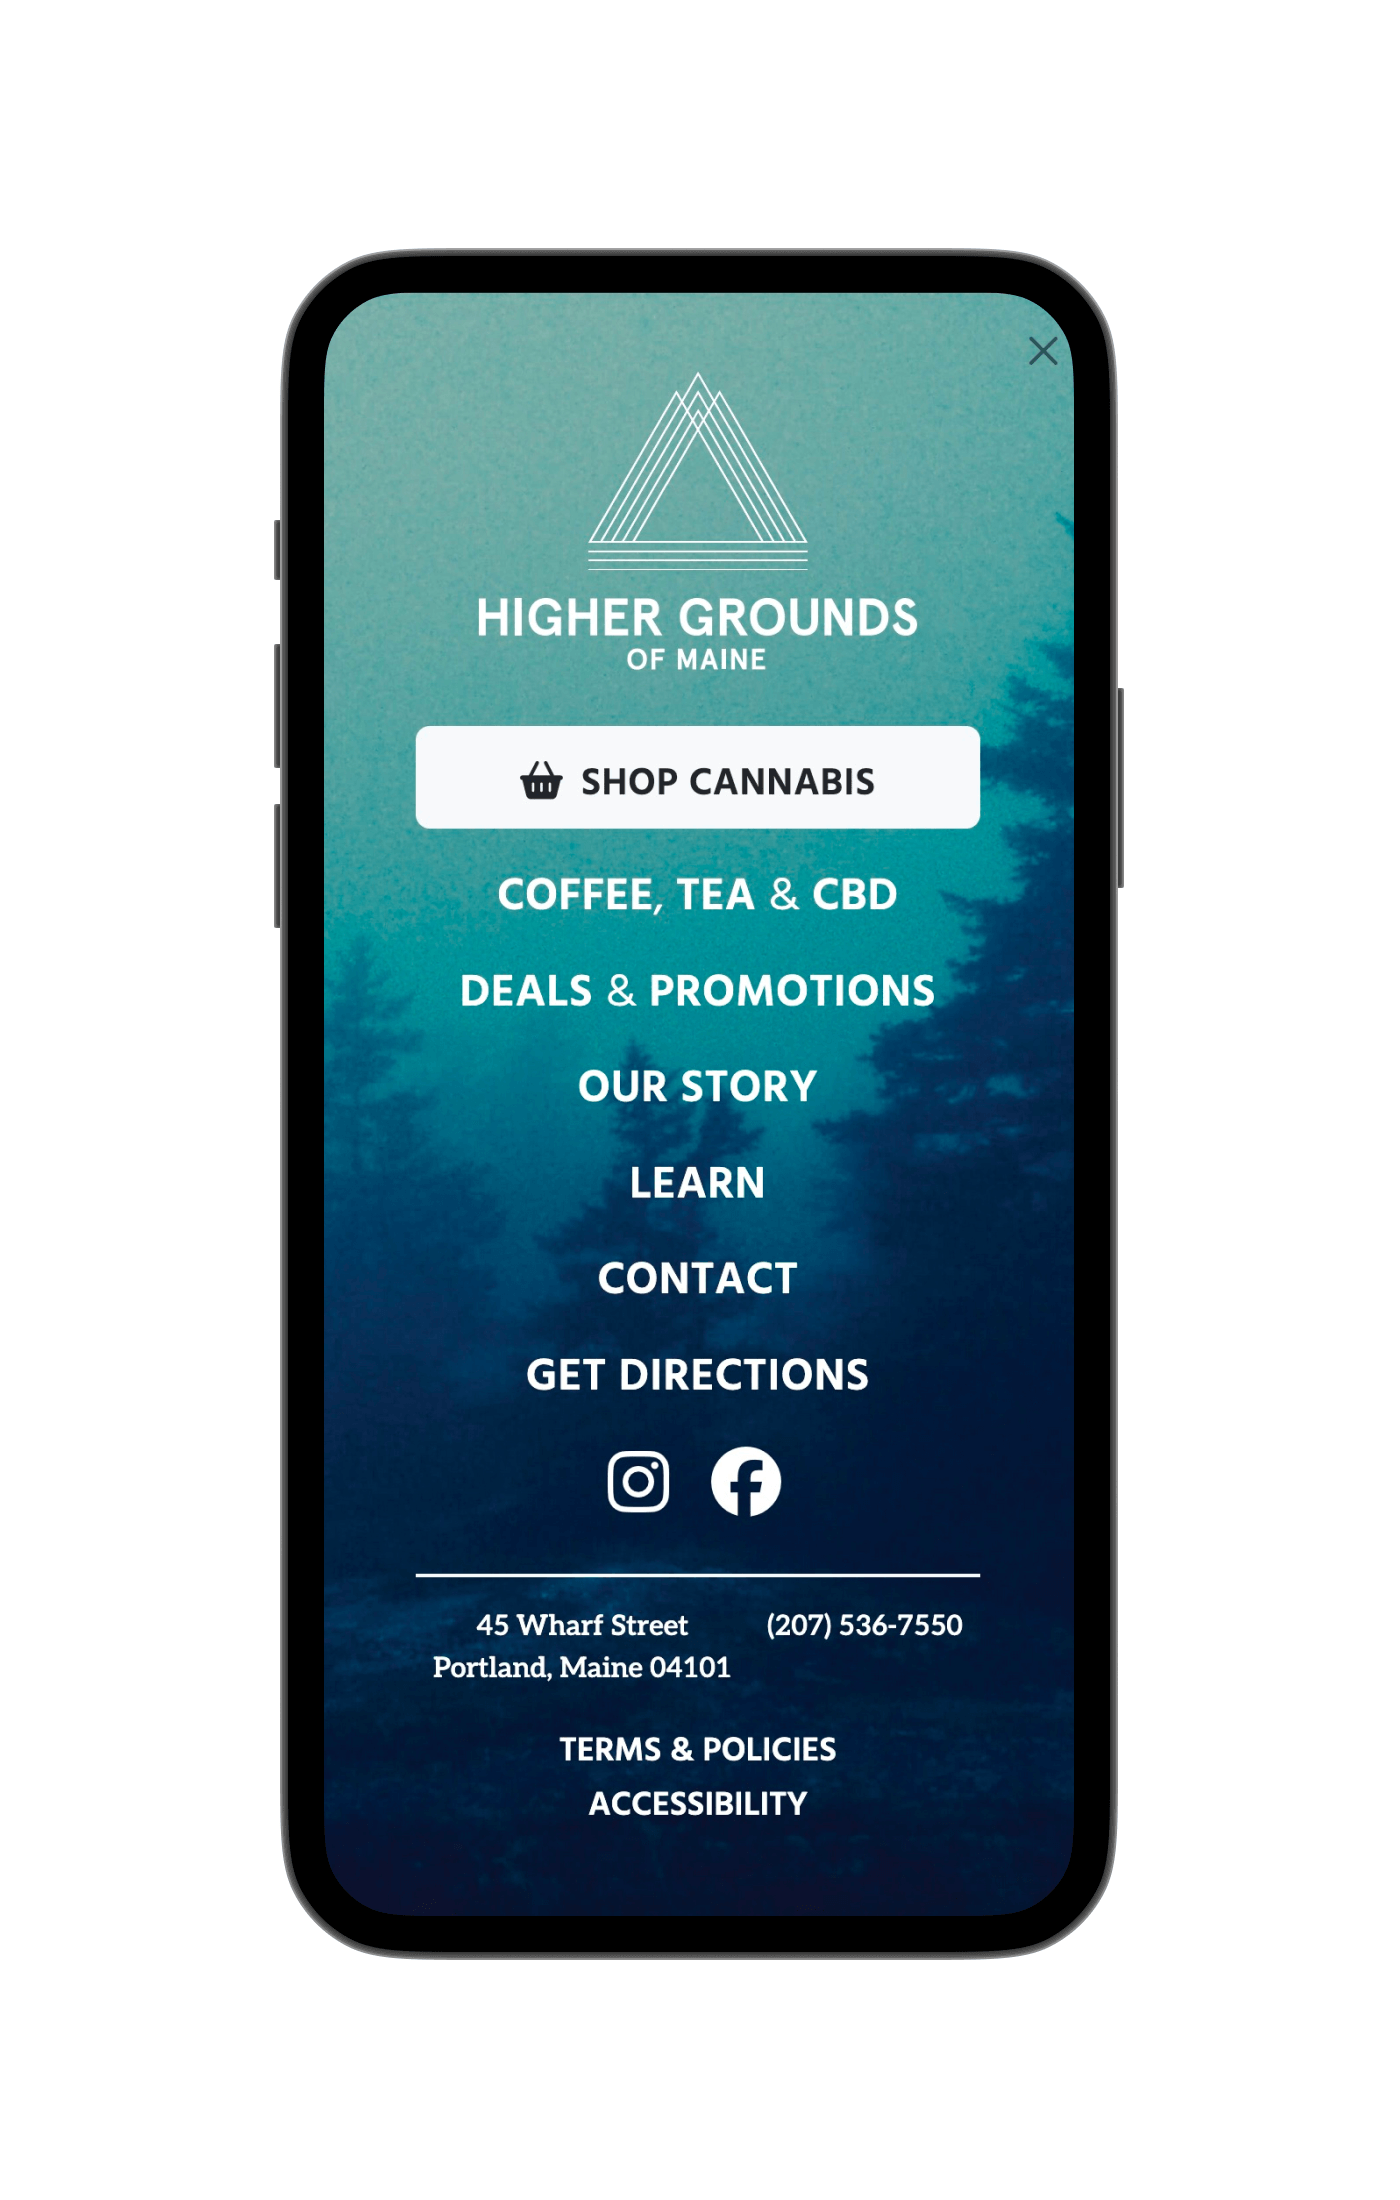 HIGHER GROUNDS
OF MAINE
SHOP CANNABIS
COFFEE, TEA & CBD
DEALS & PROMOTIONS
OUR STORY
LEARN
CONTACT
GET DIRECTIONS
45 Wharf Street
Portland, Maine 04101
(207) 536-7550
TERMS & POLICIES
ACCESSIBILITY